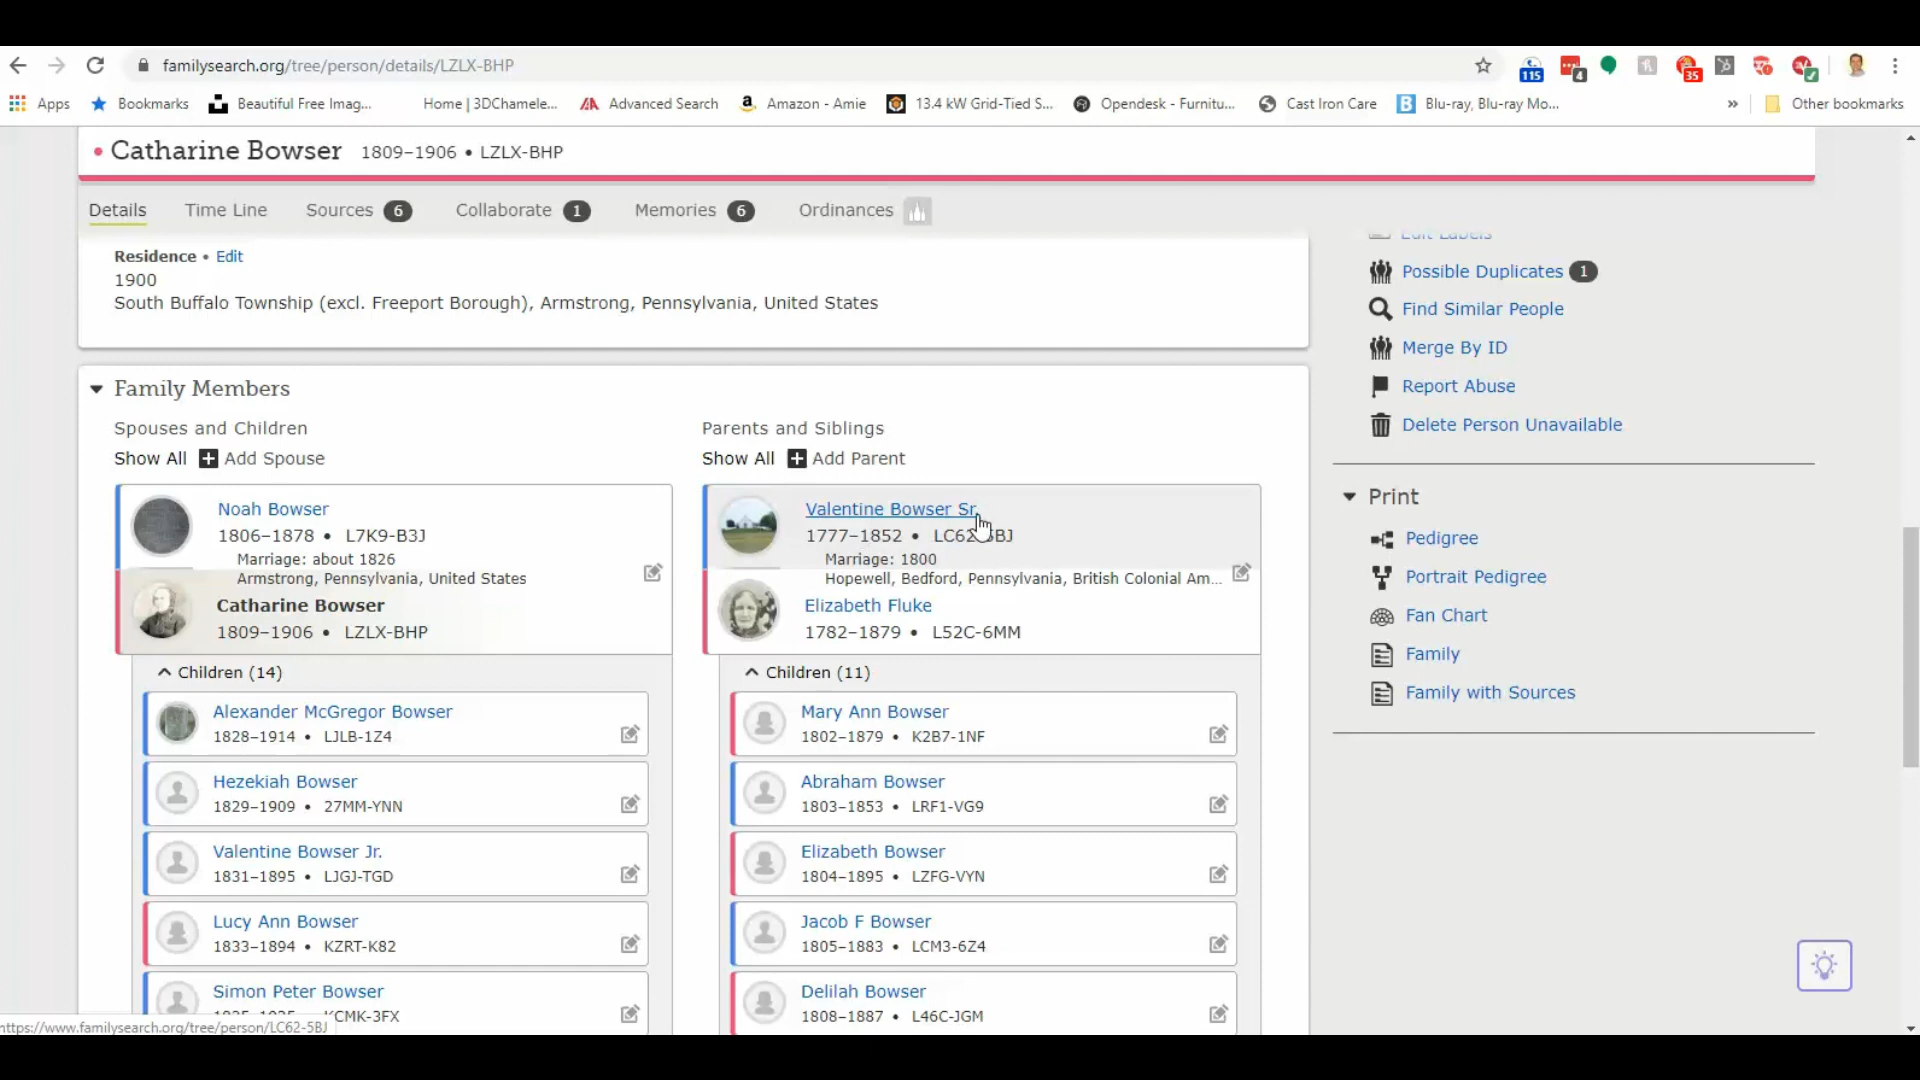 familysearch.org/tree/person/details/LZLX-BHP
115
4
35
Apps
Bookmarks
Beautiful Free Imag...
Home | 3DChamele...
Advanced Search
Amazon - Amie
13.4 kW Grid-Tied S...
Opendesk - Furnitu...
Cast Iron Care
Blu-ray, Blu-ray Mo...
»
Other bookmarks
Catharine Bowser 1809–1906 • LZLX-BHP
Details
Time Line
Sources 6
Collaborate 1
Memories 6
Ordinances
Residence • Edit
1900
South Buffalo Township (excl. Freeport Borough), Armstrong, Pennsylvania, United States
Family Members
Spouses and Children
Show All Add Spouse
Noah Bowser
1806–1878 • L7K9-B3J
Marriage: about 1826
Armstrong, Pennsylvania, United States
Catharine Bowser
1809–1906 • LZLX-BHP
Children (14)
Alexander McGregor Bowser
1828–1914 • LJLB-1Z4
Hezekiah Bowser
1829–1909 • 27MM-YNN
Valentine Bowser Jr.
1831–1895 • LJGJ-TGD
Lucy Ann Bowser
1833–1894 • KZRT-K82
Simon Peter Bowser
KCMK-3FX
Parents and Siblings
Show All Add Parent
Valentine Bowser Sr.
1777–1852 • LC62-5BJ
Marriage: 1800
Hopewell, Bedford, Pennsylvania, British Colonial Am...
Elizabeth Fluke
1782–1879 • L52C-6MM
Children (11)
Mary Ann Bowser
1802–1879 • K2B7-1NF
Abraham Bowser
1803–1853 • LRF1-VG9
Elizabeth Bowser
1804–1895 • LZFG-VYN
Jacob F Bowser
1805–1883 • LCM3-6Z4
Delilah Bowser
1808–1887 • L46C-JGM
Edit Labels
Possible Duplicates 1
Find Similar People
Merge By ID
Report Abuse
Delete Person Unavailable
Print
Pedigree
Portrait Pedigree
Fan Chart
Family
Family with Sources
https://www.familysearch.org/tree/person/LC62-5BJ